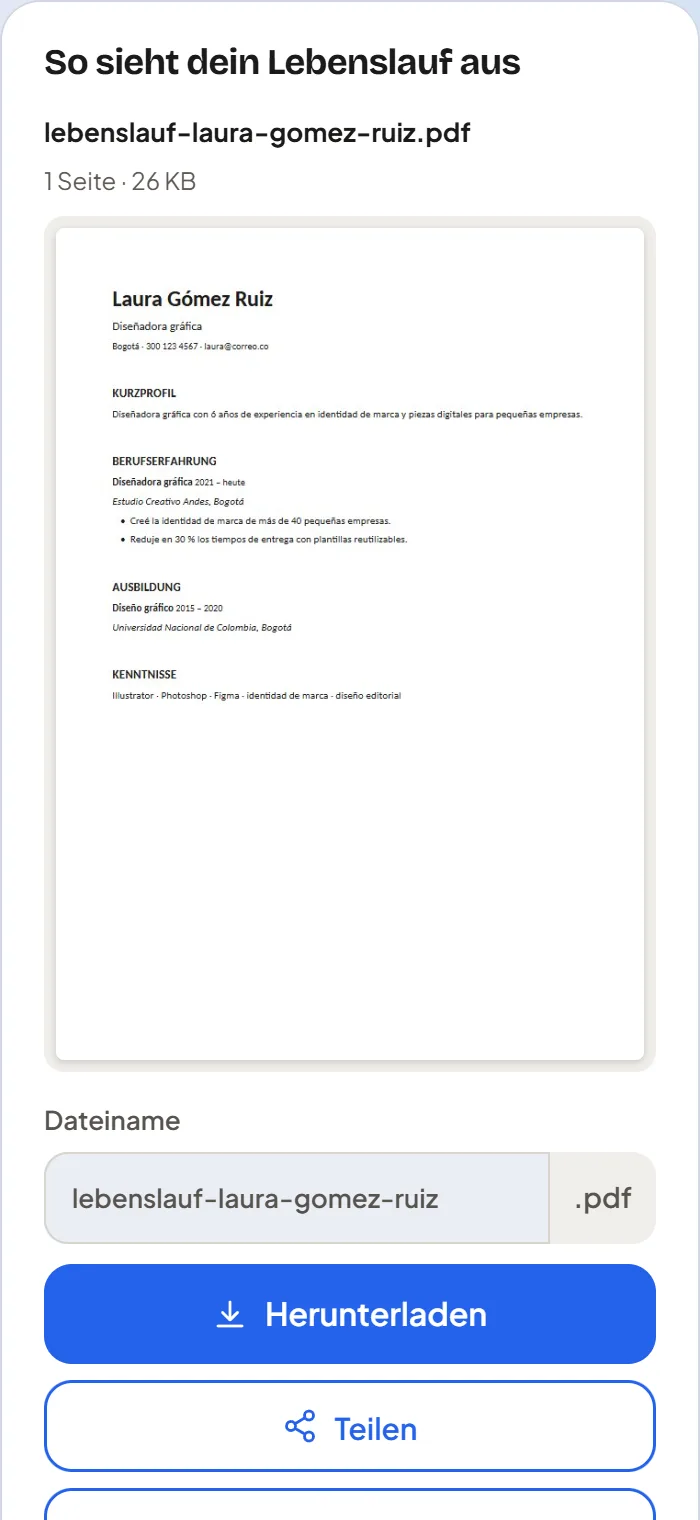 So sieht dein Lebenslauf aus
lebenslauf-laura-gomez-ruiz.pdf
1 Seite · 26 KB
Laura Gómez Ruiz
Diseñadora gráfica
Bogotá · 300 123 4567 · laura@correo.co
KURZPROFIL
Diseñadora gráfica con 6 años de experiencia en identidad de marca y piezas digitales para pequeñas empresas.
BERUFSERFAHRUNG
Diseñadora gráfica 2021 – heute
Estudio Creativo Andes, Bogotá
• Creé la identidad de marca de más de 40 pequeñas empresas.
• Reduje en 30 % los tiempos de entrega con plantillas reutilizables.
AUSBILDUNG
Diseño gráfico 2015 – 2020
Universidad Nacional de Colombia, Bogotá
KENNTNISSE
Illustrator · Photoshop · Figma · identidad de marca · diseño editorial
Dateiname
lebenslauf-laura-gomez-ruiz .pdf
Herunterladen
Teilen